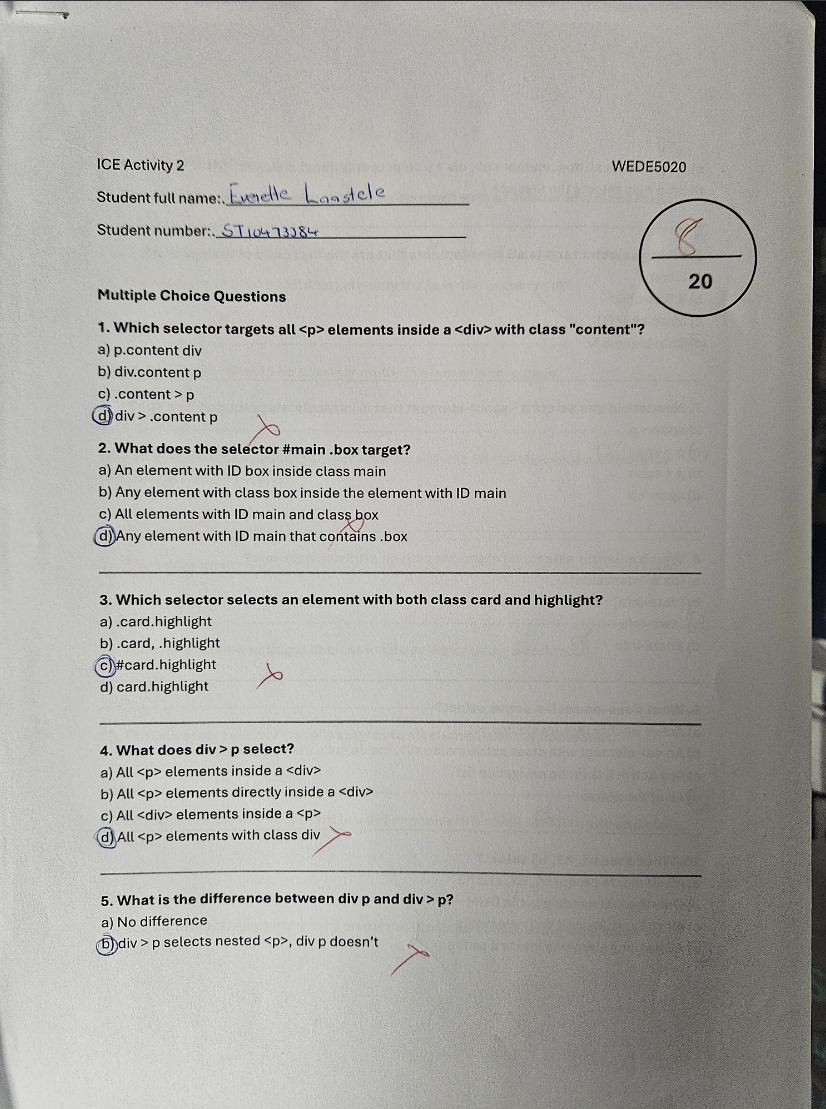 ICE Activity 2 WEDE5020
Student full name:. Everette Laastele
Student number:. ST10473384
8
20
Multiple Choice Questions
1. Which selector targets all <p> elements inside a <div> with class "content"?
a) p.content div
b) div.content p
c) .content > p
d) div > .content p
2. What does the selector #main .box target?
a) An element with ID box inside class main
b) Any element with class box inside the element with ID main
c) All elements with ID main and class box
d) Any element with ID main that contains .box
3. Which selector selects an element with both class card and highlight?
a) .card.highlight
b) .card, .highlight
c) #card.highlight
d) card.highlight
4. What does div > p select?
a) All <p> elements inside a <div>
b) All <p> elements directly inside a <div>
c) All <div> elements inside a <p>
d) All <p> elements with class div
5. What is the difference between div p and div > p?
a) No difference
b) div > p selects nested <p>, div p doesn't